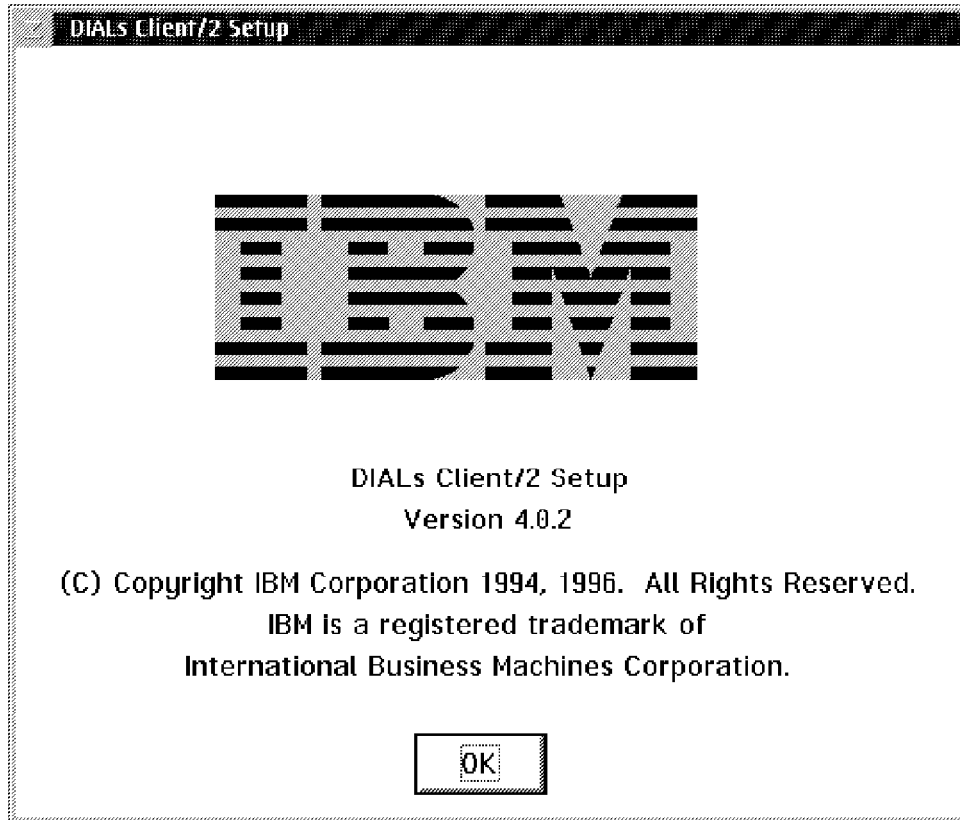 DIALs Client/2 Setup
IBM
DIALs Client/2 Setup
Version 4.0.2
(C) Copyright IBM Corporation 1994, 1996.  All Rights Reserved.
IBM is a registered trademark of
International Business Machines Corporation.
OK